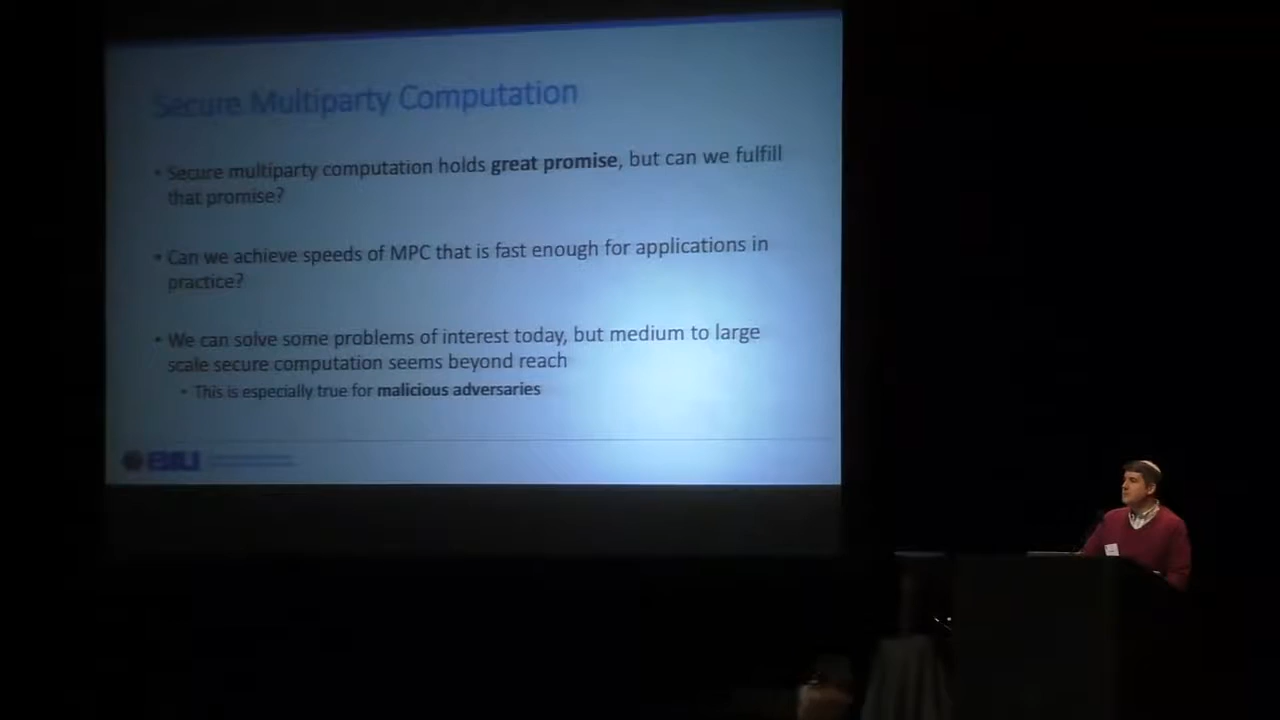 Secure Multiparty Computation
• Secure multiparty computation holds great promise, but can we fulfill
that promise?
• Can we achieve speeds of MPC that is fast enough for applications in
practice?
• We can solve some problems of interest today, but medium to large
scale secure computation seems beyond reach
• This is especially true for malicious adversaries